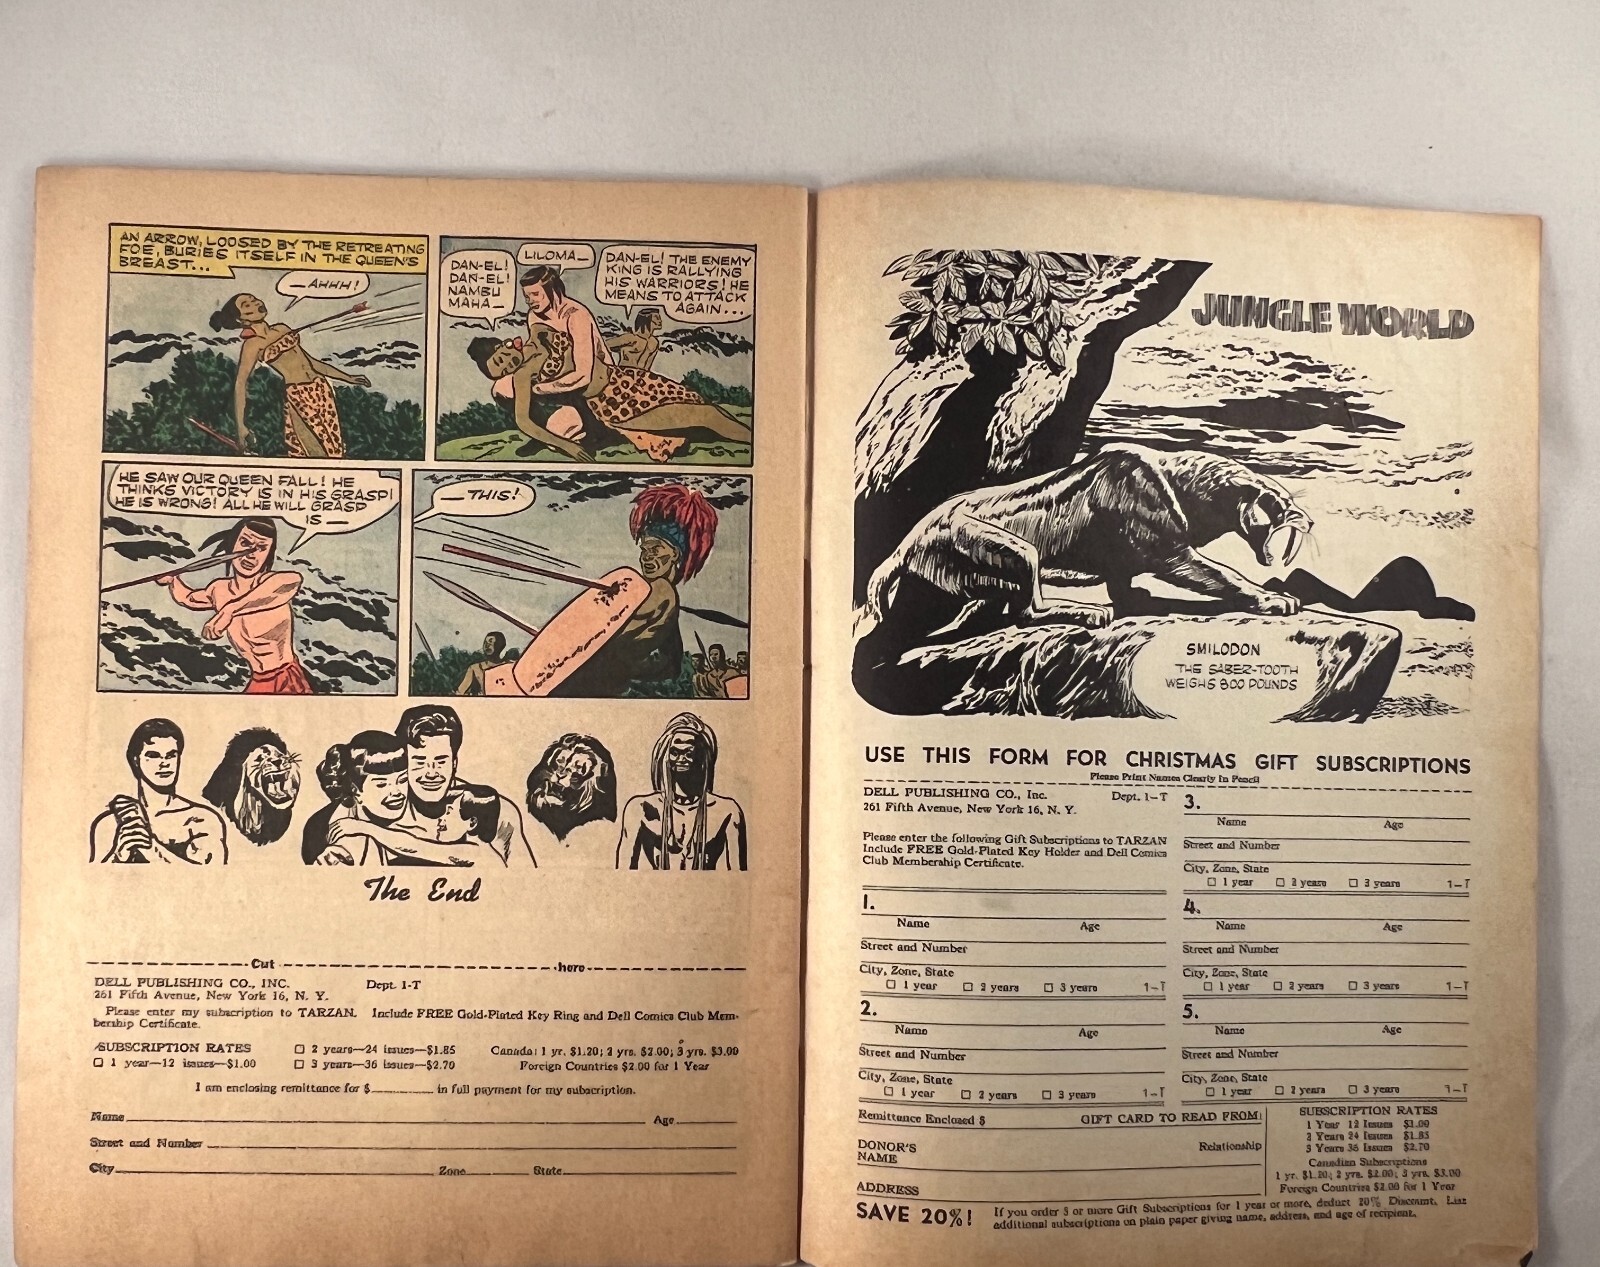 AN ARROW, LOOSED BY THE RETREATING
FOE, BURIES ITSELF IN THE QUEEN'S
BREAST...
—AHHH!
DAN-EL!
DAN-EL!
NAMBU
MAHA—
LILOMA—
DAN-EL! THE ENEMY
KING IS RALLYING
HIS WARRIORS! HE
MEANS TO ATTACK
AGAIN...
HE SAW OUR QUEEN FALL! HE
THINKS VICTORY IS IN HIS GRASP!
HE IS WRONG! ALL HE WILL GRASP
IS —
— THIS!
The End
Cut
here
DELL PUBLISHING CO., INC. Dept. 1-T
261 Fifth Avenue, New York 16, N. Y.
Please enter my subscription to TARZAN. Include FREE Gold-Plated Key Ring and Dell Comics Club Mem-
bership Certificate.
SUBSCRIPTION RATES
☐ 1 year—12 issues—$1.00
☐ 2 years—24 issues—$1.85
☐ 3 years—36 issues—$2.70
Canada: 1 yr. $1.20; 2 yrs. $2.00; 3 yrs. $3.00
Foreign Countries $2.00 for 1 Year
I am enclosing remittance for $ in full payment for my subscription.
Name Age
Street and Number
City Zone State
JUNGLE WORLD
SMILODON
THE SABER-TOOTH
WEIGHS 800 POUNDS
USE THIS FORM FOR CHRISTMAS GIFT SUBSCRIPTIONS
Please Print Names Clearly in Pencil
DELL PUBLISHING CO., Inc. Dept. 1-T
261 Fifth Avenue, New York 16, N. Y.
Please enter the following Gift Subscriptions to TARZAN
Include FREE Gold-Plated Key Holder and Dell Comics
Club Membership Certificate.
1.
Name Age
Street and Number
City, Zone, State
☐ 1 year ☐ 2 years ☐ 3 years 1-T
2.
Name Age
Street and Number
City, Zone, State
☐ 1 year ☐ 2 years ☐ 3 years 1-T
3.
Name Age
Street and Number
City, Zone, State
☐ 1 year ☐ 2 years ☐ 3 years 1-T
4.
Name Age
Street and Number
City, Zone, State
☐ 1 year ☐ 2 years ☐ 3 years 1-T
5.
Name Age
Street and Number
City, Zone, State
☐ 1 year ☐ 2 years ☐ 3 years 1-T
Remittance Enclosed $ GIFT CARD TO READ FROM:
DONOR'S Relationship
NAME
ADDRESS
SUBSCRIPTION RATES
1 Year 12 Issues $1.00
2 Years 24 Issues $1.85
3 Years 36 Issues $2.70
Canadian Subscriptions
1 yr. $1.20; 2 yrs. $2.00; 3 yrs. $3.00
Foreign Countries $2.00 for 1 Year
SAVE 20%! If you order 3 or more Gift Subscriptions for 1 year or more, deduct 20% Discount. List
additional subscriptions on plain paper giving name, address, and age of recipient.